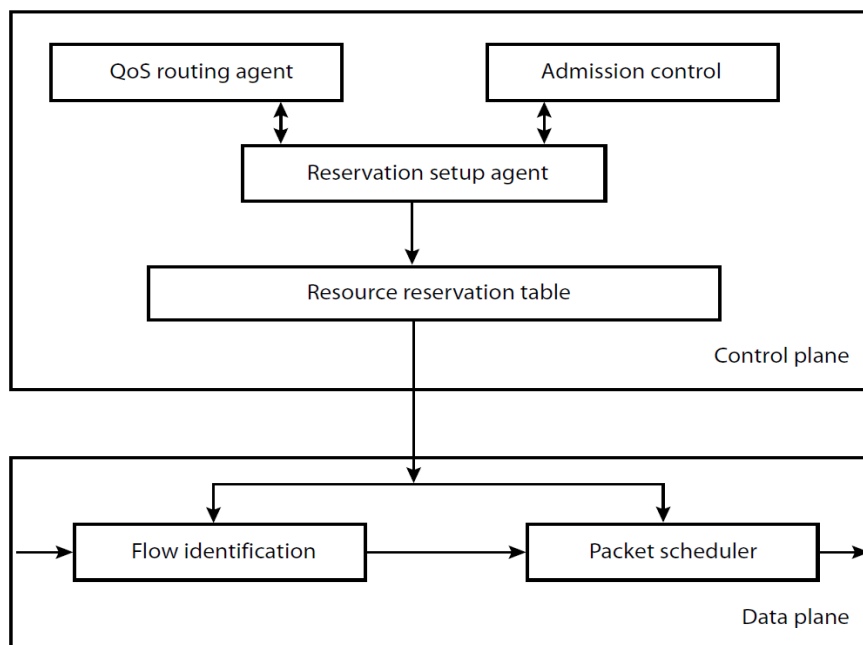 QoS routing agent
Admission control
Reservation setup agent
Resource reservation table
Control plane
Flow identification
Packet scheduler
Data plane